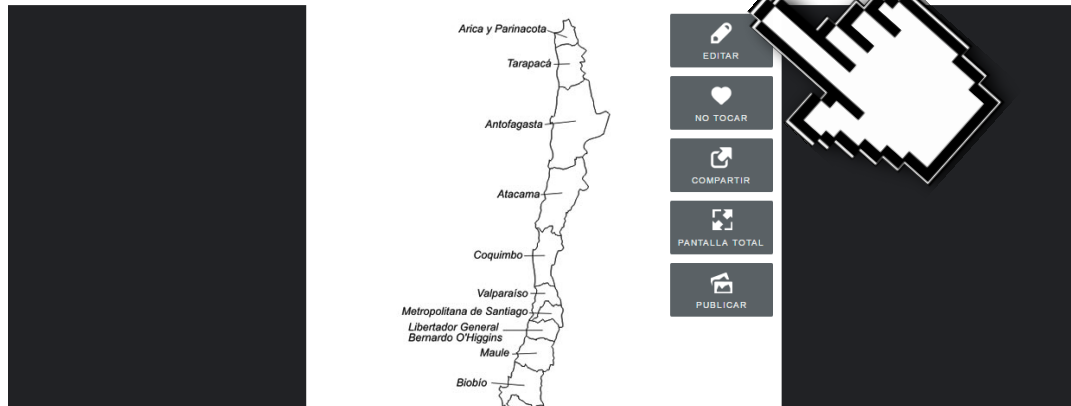 Arica y Parinacota
Tarapacá
Antofagasta
Atacama
Coquimbo
Valparaíso
Metropolitana de Santiago
Libertador General
Bernardo O'Higgins
Maule
Biobío
EDITAR
NO TOCAR
COMPARTIR
PANTALLA TOTAL
PUBLICAR